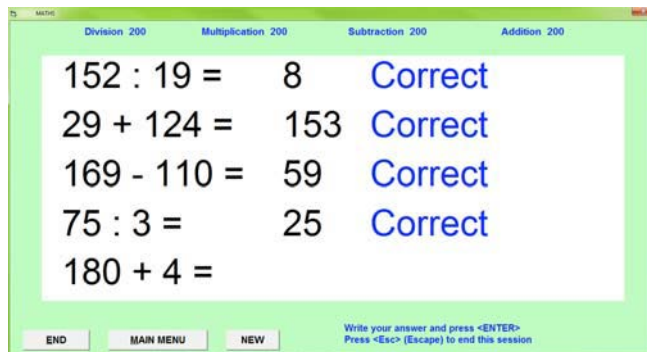 MATHS
Division 200 Multiplication 200 Subtraction 200 Addition 200
152 : 19 = 8 Correct
29 + 124 = 153 Correct
169 - 110 = 59 Correct
75 : 3 = 25 Correct
180 + 4 =
Write your answer and press <ENTER>
END MAIN MENU NEW Press <Esc> (Escape) to end this session